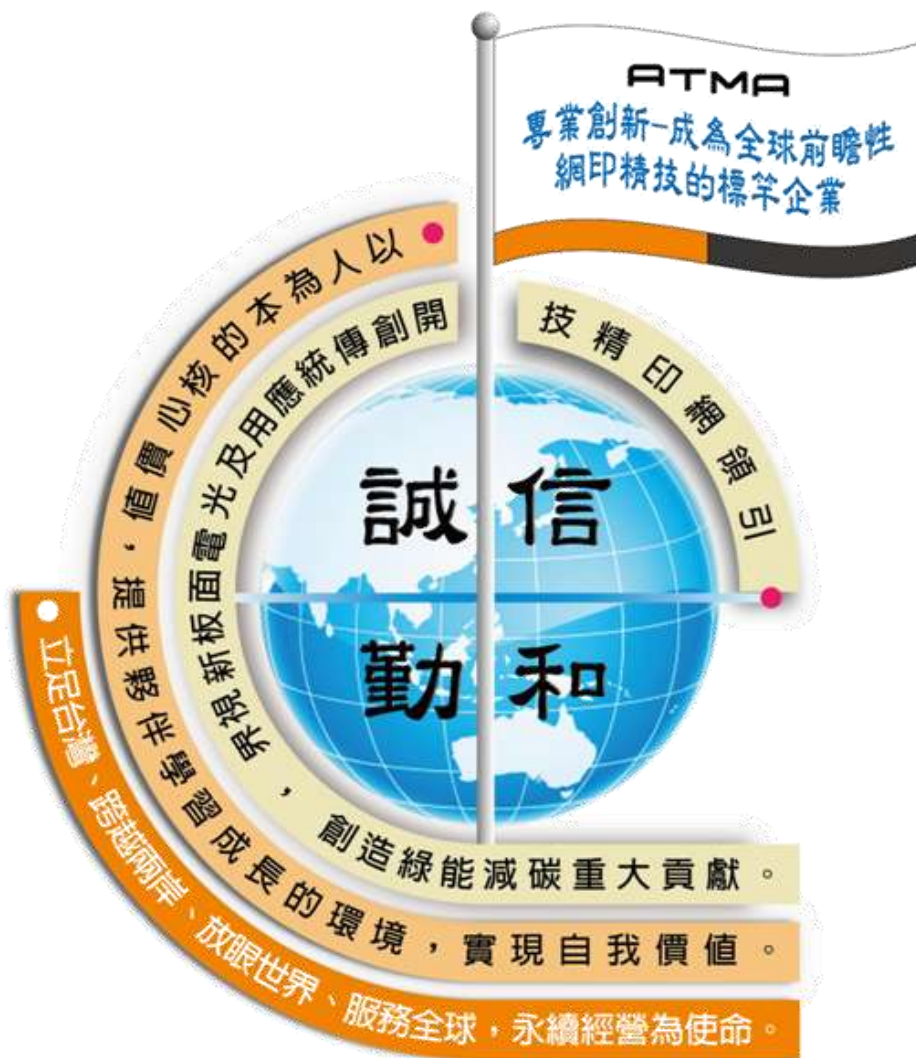 ATMA
專業創新-成為全球前瞻性
網印精技的標竿企業
誠信
勤和
引領網印精技
開創傳統應用及光電面板新視界，創造綠能減碳重大貢獻。
以人為本的核心價值，提供夥伴學習成長的環境，實現自我價值。
立足台灣、跨越兩岸、放眼世界、服務全球，永續經營為使命。